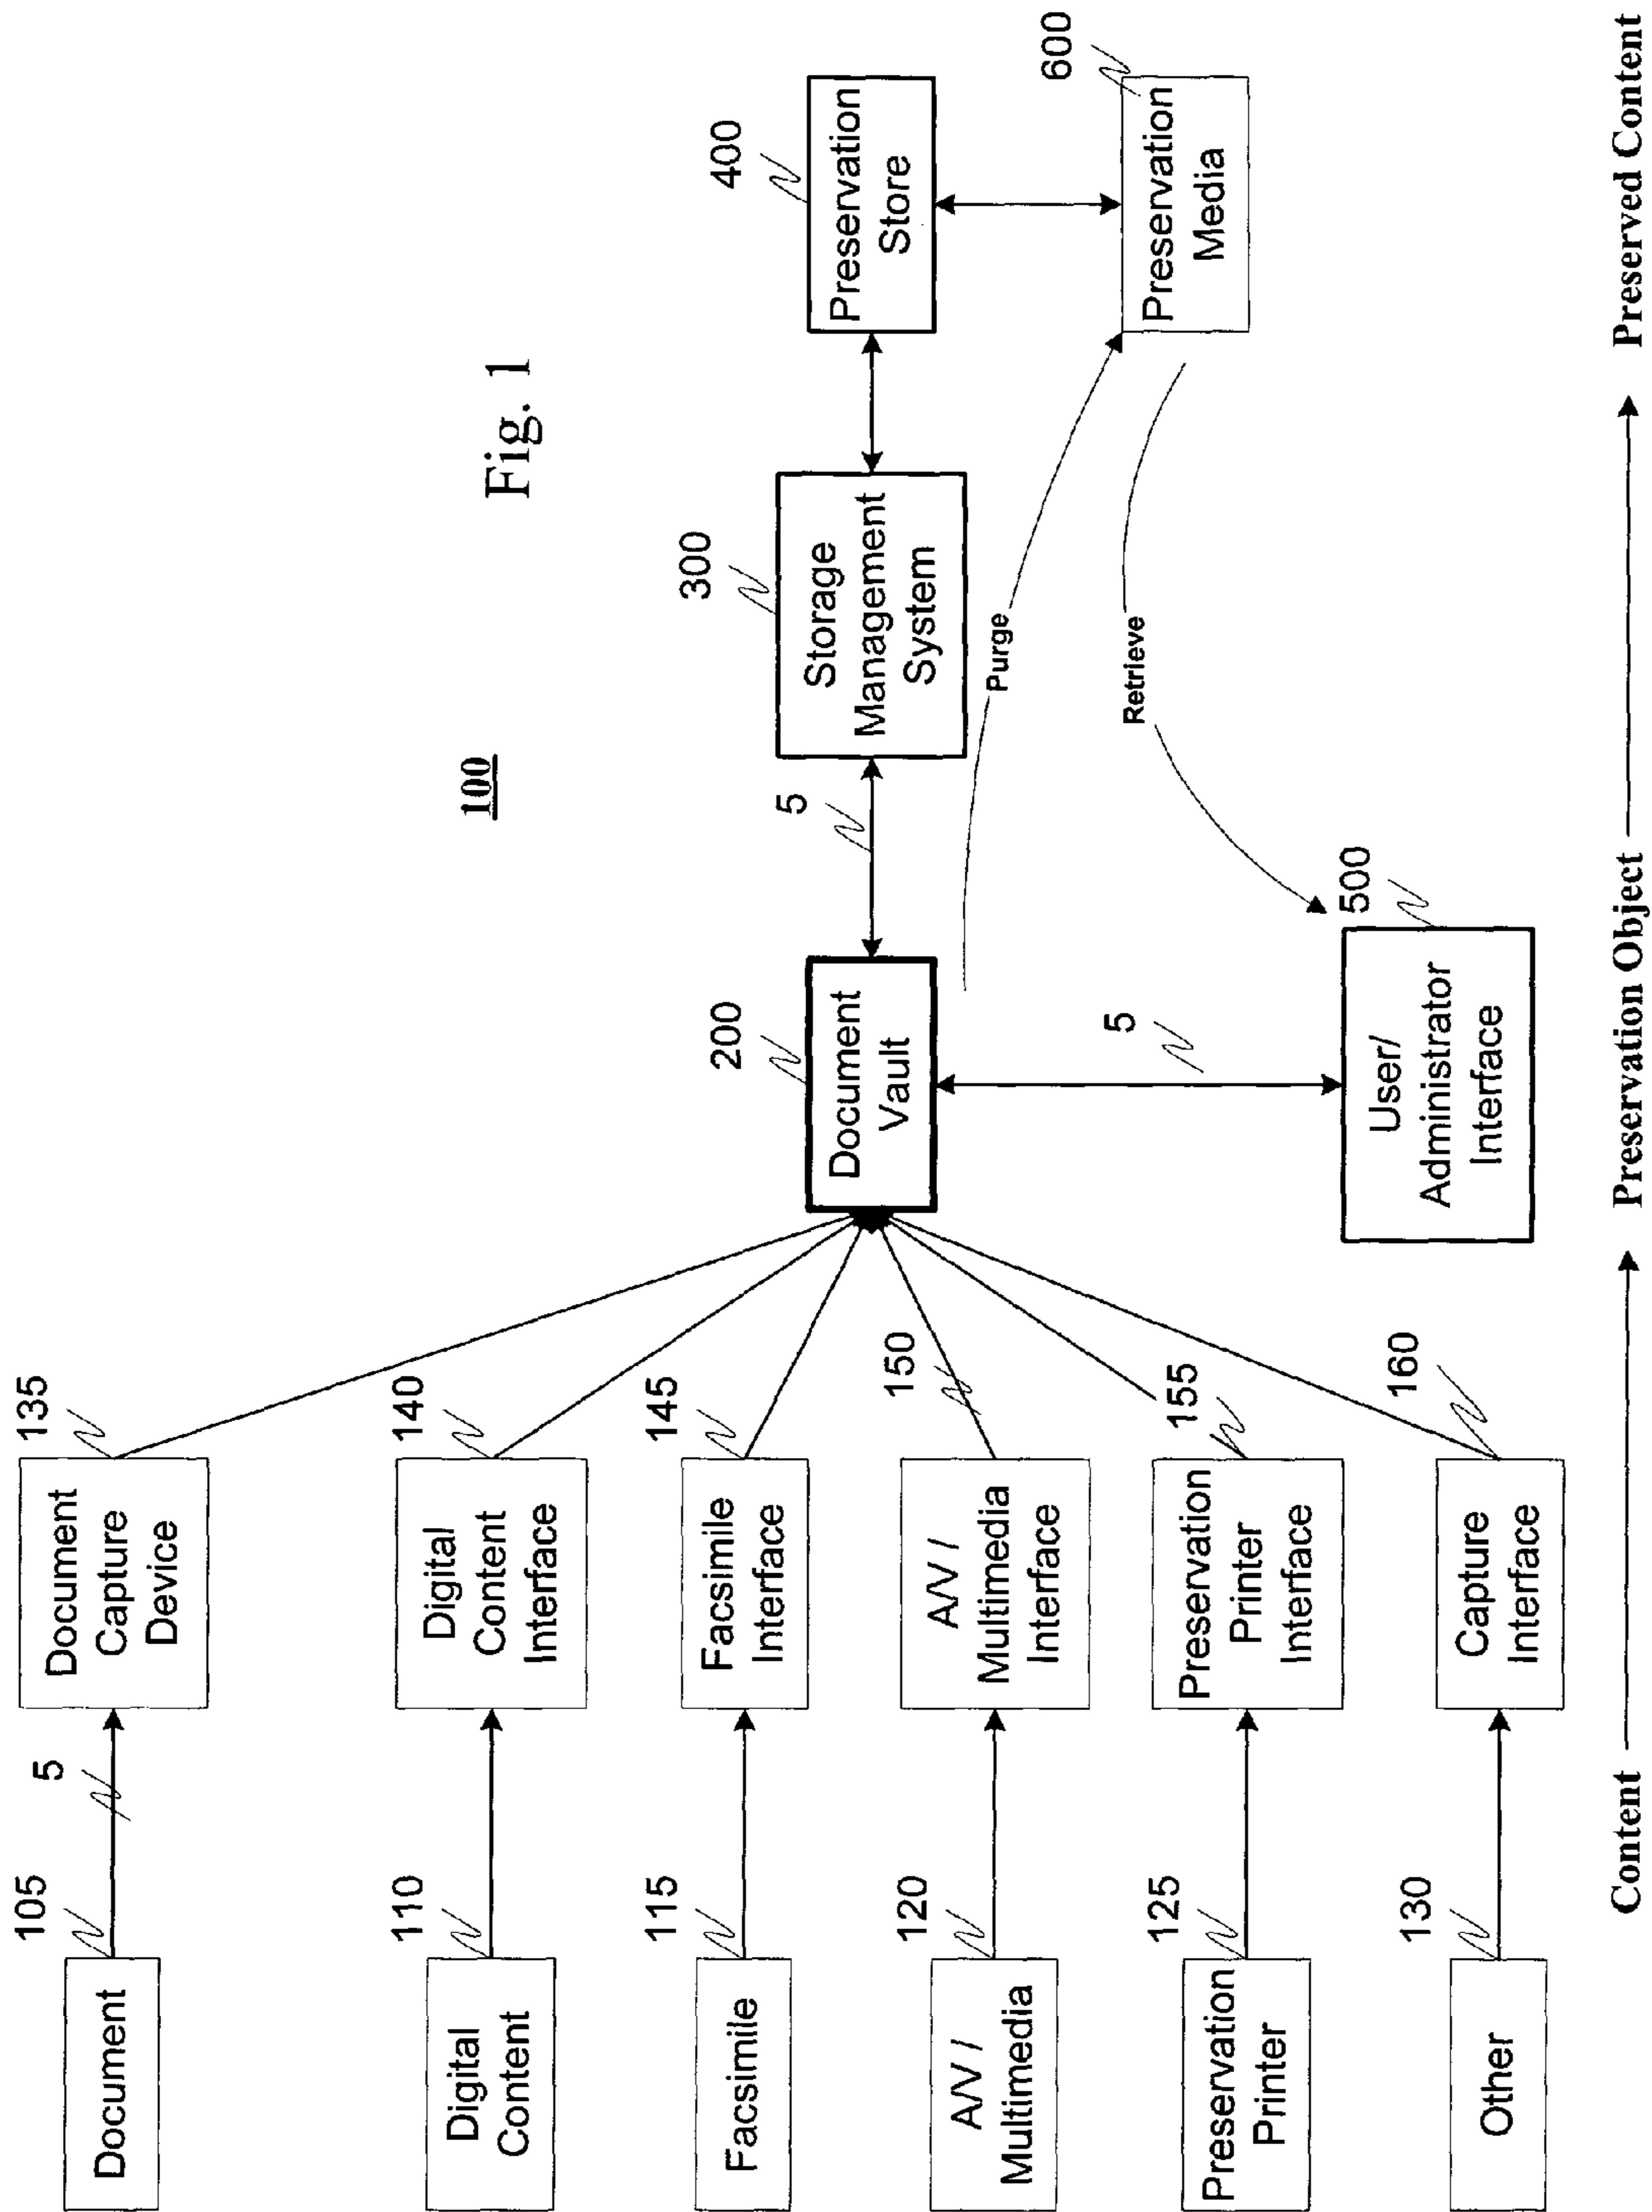 Fig. 1
100
105
Document
5
135
Document
Capture
Device
110
Digital
Content
140
Digital
Content
Interface
115
Facsimile
145
Facsimile
Interface
120
A/V /
Multimedia
150
A/V /
Multimedia
Interface
125
Preservation
Printer
155
Preservation
Printer
Interface
130
Other
160
Capture
Interface
200
Document
Vault
5
300
Storage
Management
System
400
Preservation
Store
5
500
User/
Administrator
Interface
Purge
Retrieve
600
Preservation
Media
Content
Preservation Object
Preserved Content